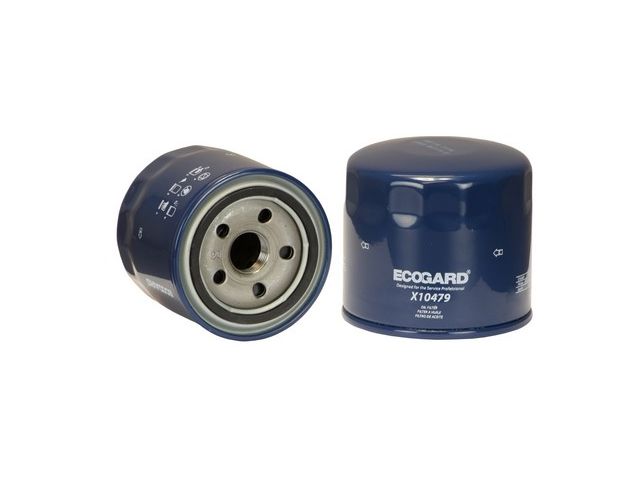 ECOGARD®
Designed for the Service Professional
X10479
OIL FILTER
FILTRE A HUILE
FILTRO DE ACEITE